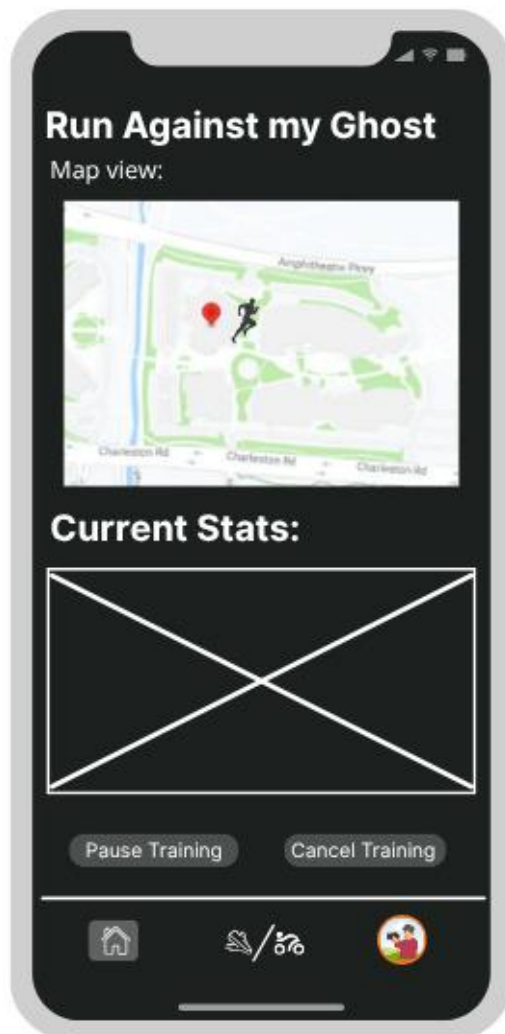 Run Against my Ghost
Map view:
Amphitheatre Pkwy
Charleston Rd
Charleston Rd
Charleston Rd
Current Stats:
Pause Training
Cancel Training